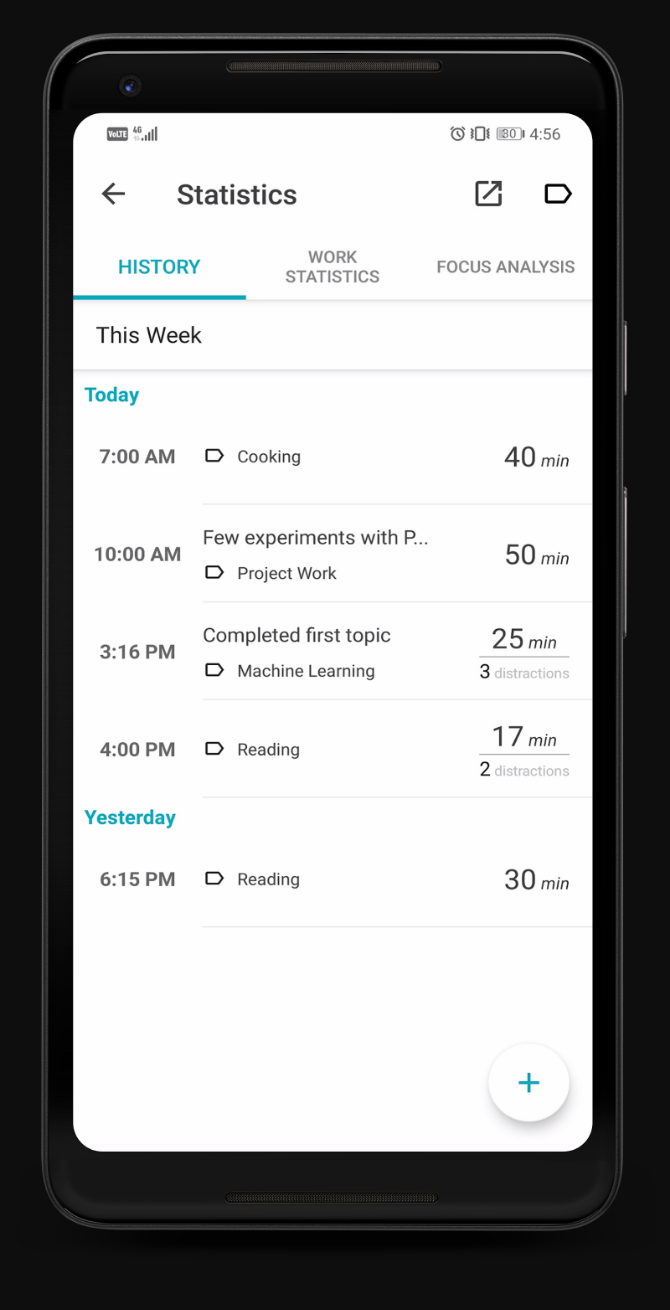 VoLTE 4G 30 4:56
Statistics
HISTORY
WORK
STATISTICS
FOCUS ANALYSIS
This Week
Today
7:00 AM Cooking 40 min
Few experiments with P...
10:00 AM Project Work 50 min
Completed first topic 25 min
3:16 PM Machine Learning 3 distractions
17 min
4:00 PM Reading 2 distractions
Yesterday
6:15 PM Reading 30 min
+